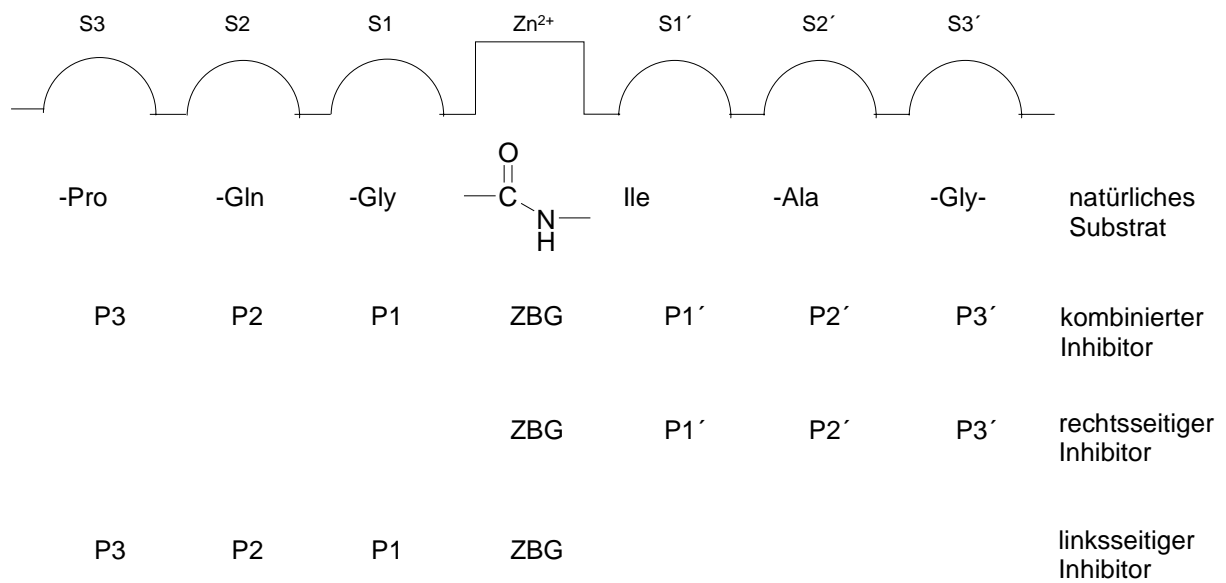 S3 S2 S1 Zn²⁺ S1´ S2´ S3´
O
-Pro -Gln -Gly C N H Ile -Ala -Gly- natürliches
Substrat
P3 P2 P1 ZBG P1´ P2´ P3´ kombinierter
Inhibitor
ZBG P1´ P2´ P3´ rechtsseitiger
Inhibitor
P3 P2 P1 ZBG linksseitiger
Inhibitor